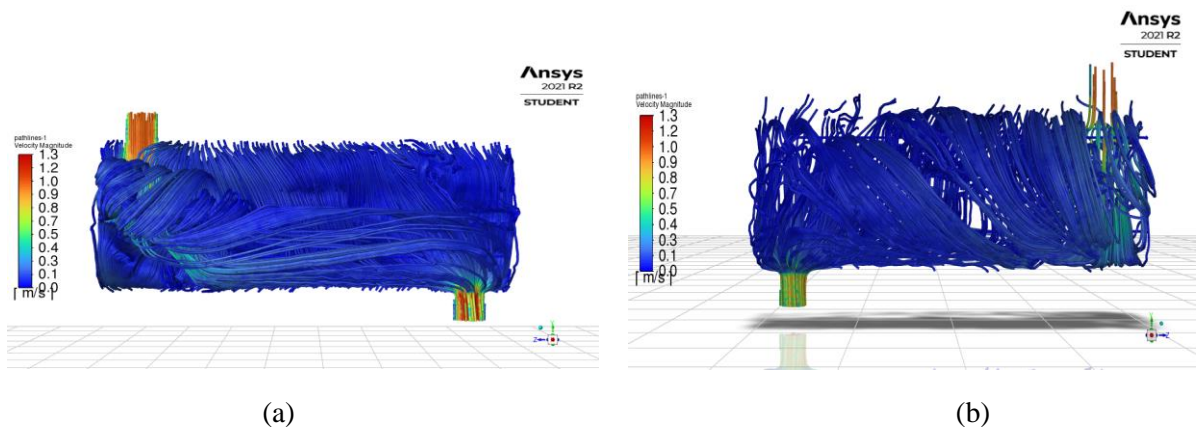 Ansys
2021 R2
STUDENT
pathlines-1
Velocity Magnitude
1.3
1.2
1.0
0.9
0.8
0.6
0.5
0.4
0.3
0.1
0.0
[ m/s ]
Y
Z
(a)
Ansys
2021 R2
STUDENT
pathlines-1
Velocity Magnitude
1.3
1.2
1.0
0.9
0.8
0.6
0.5
0.4
0.3
0.1
0.0
[ m/s ]
Y
Z
(b)